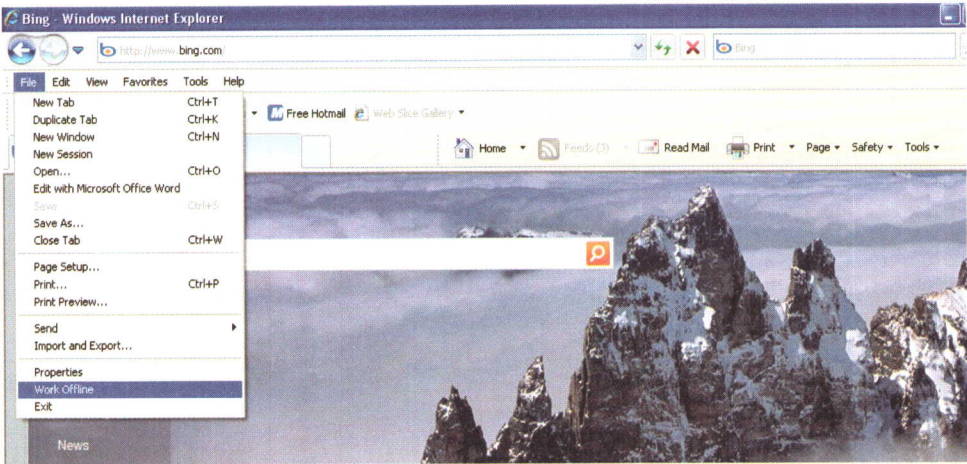 Bing - Windows Internet Explorer
http://www.bing.com/
Bing
File Edit View Favorites Tools Help
New Tab Ctrl+T
Duplicate Tab Ctrl+K
New Window Ctrl+N
New Session
Open... Ctrl+O
Edit with Microsoft Office Word
Save Ctrl+S
Save As...
Close Tab Ctrl+W
Page Setup...
Print... Ctrl+P
Print Preview...
Send
Import and Export...
Properties
Work Offline
Exit
Free Hotmail Web Slice Gallery
Home Feeds (3) Read Mail Print Page Safety Tools
News